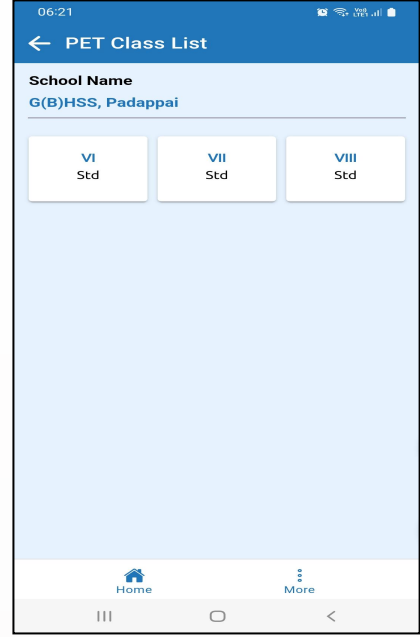 06:21
PET Class List
School Name
G(B)HSS, Padappai
VI VII VIII
Std Std Std
Home More